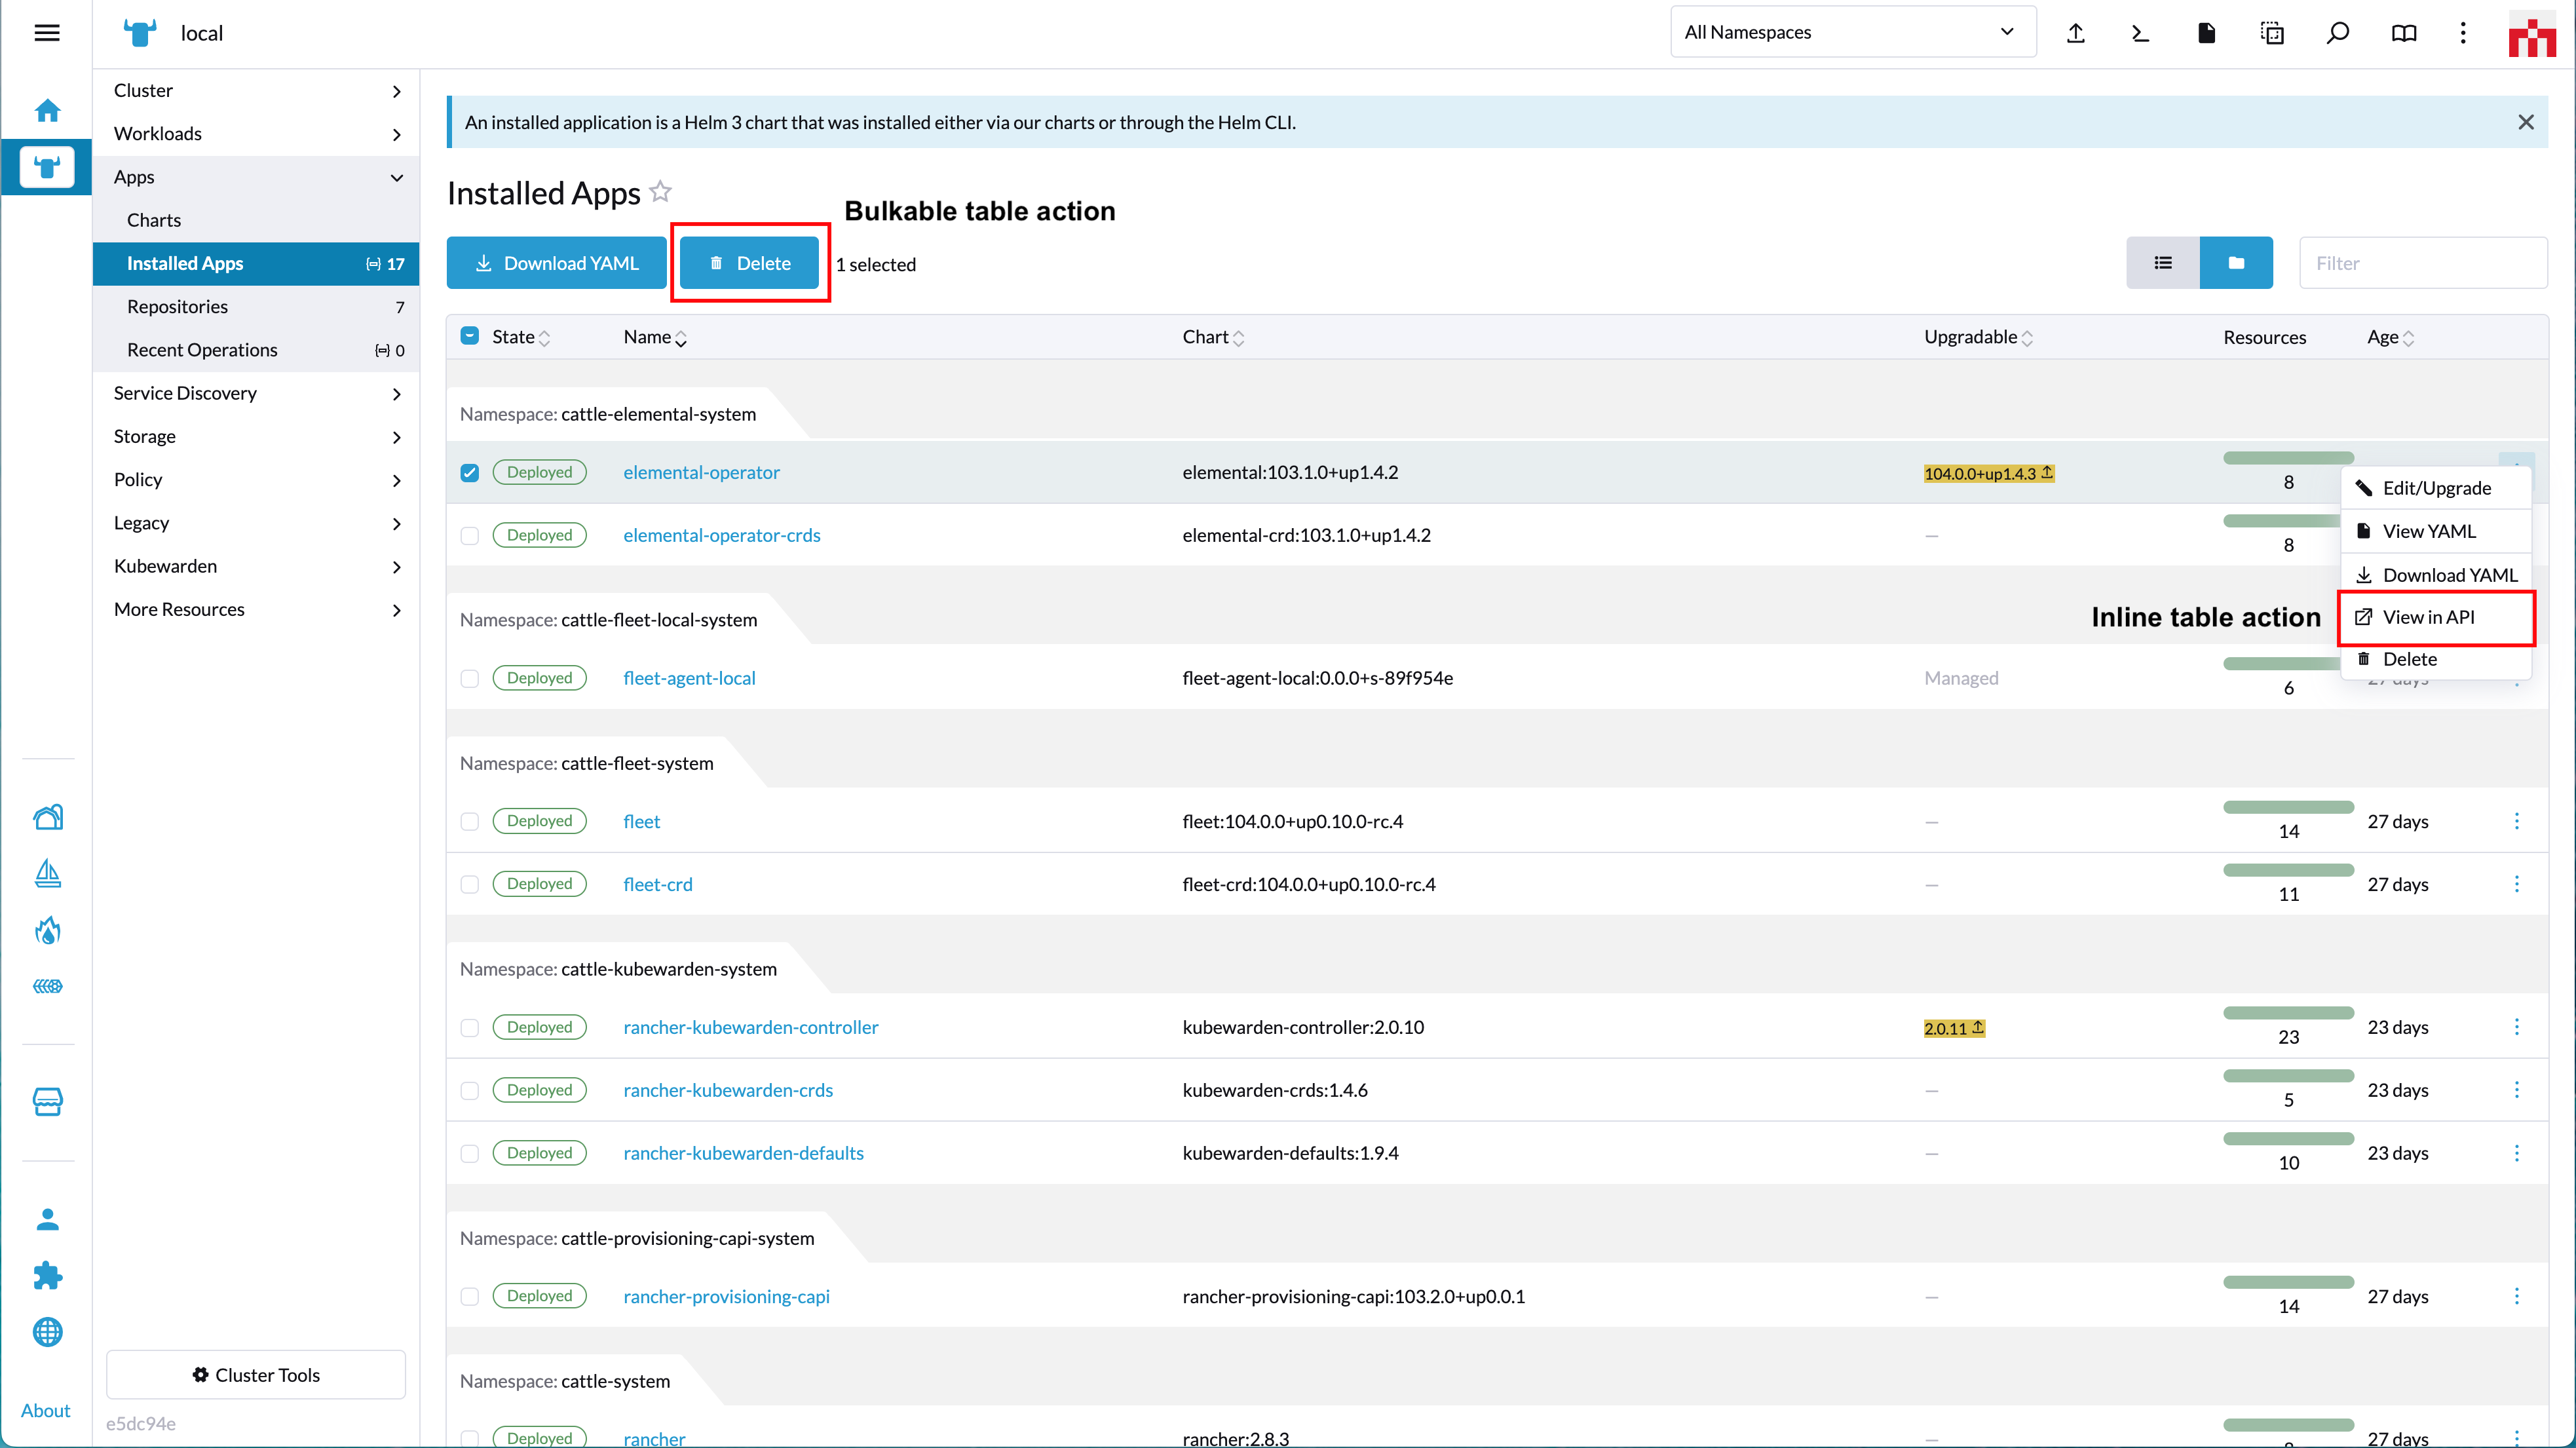 local
All Namespaces
Cluster
Workloads
Apps
Charts
Installed Apps 17
Repositories 7
Recent Operations 0
Service Discovery
Storage
Policy
Legacy
Kubewarden
More Resources
Cluster Tools
e5dc94e
About
An installed application is a Helm 3 chart that was installed either via our charts or through the Helm CLI.
Installed Apps
Bulkable table action
Download YAML Delete 1 selected Filter
State Name Chart Upgradable Resources Age
Namespace: cattle-elemental-system
Deployed elemental-operator elemental:103.1.0+up1.4.2 104.0.0+up1.4.3 8
Deployed elemental-operator-crds elemental-crd:103.1.0+up1.4.2 — 8
Edit/Upgrade
View YAML
Download YAML
Inline table action
View in API
Delete
Namespace: cattle-fleet-local-system
Deployed fleet-agent-local fleet-agent-local:0.0.0+s-89f954e Managed 6 27 days
Namespace: cattle-fleet-system
Deployed fleet fleet:104.0.0+up0.10.0-rc.4 — 14 27 days
Deployed fleet-crd fleet-crd:104.0.0+up0.10.0-rc.4 — 11 27 days
Namespace: cattle-kubewarden-system
Deployed rancher-kubewarden-controller kubewarden-controller:2.0.10 2.0.11 23 23 days
Deployed rancher-kubewarden-crds kubewarden-crds:1.4.6 — 5 23 days
Deployed rancher-kubewarden-defaults kubewarden-defaults:1.9.4 — 10 23 days
Namespace: cattle-provisioning-capi-system
Deployed rancher-provisioning-capi rancher-provisioning-capi:103.2.0+up0.0.1 — 14 27 days
Namespace: cattle-system
Deployed rancher rancher:2.8.3 — 27 days